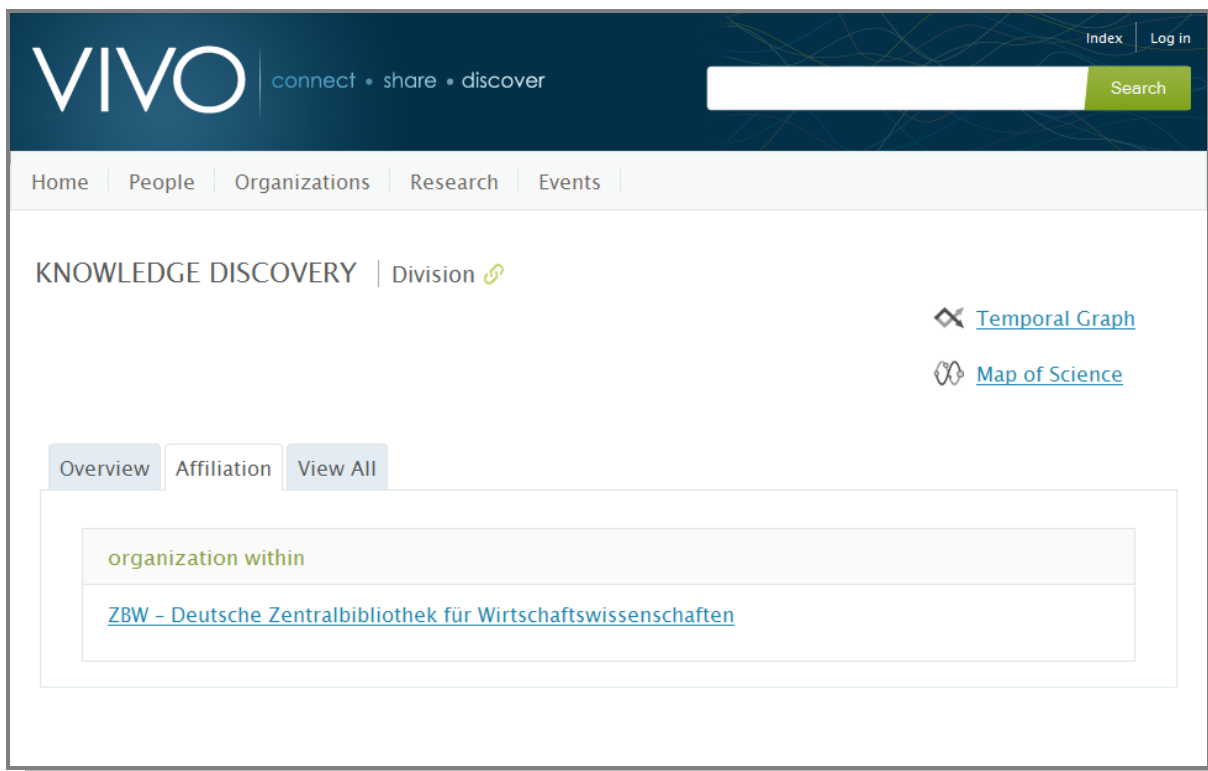 Index Log in
VIVO connect • share • discover
Search
Home People Organizations Research Events
KNOWLEDGE DISCOVERY Division
Temporal Graph
Map of Science
Overview Affiliation View All
organization within
ZBW – Deutsche Zentralbibliothek für Wirtschaftswissenschaften